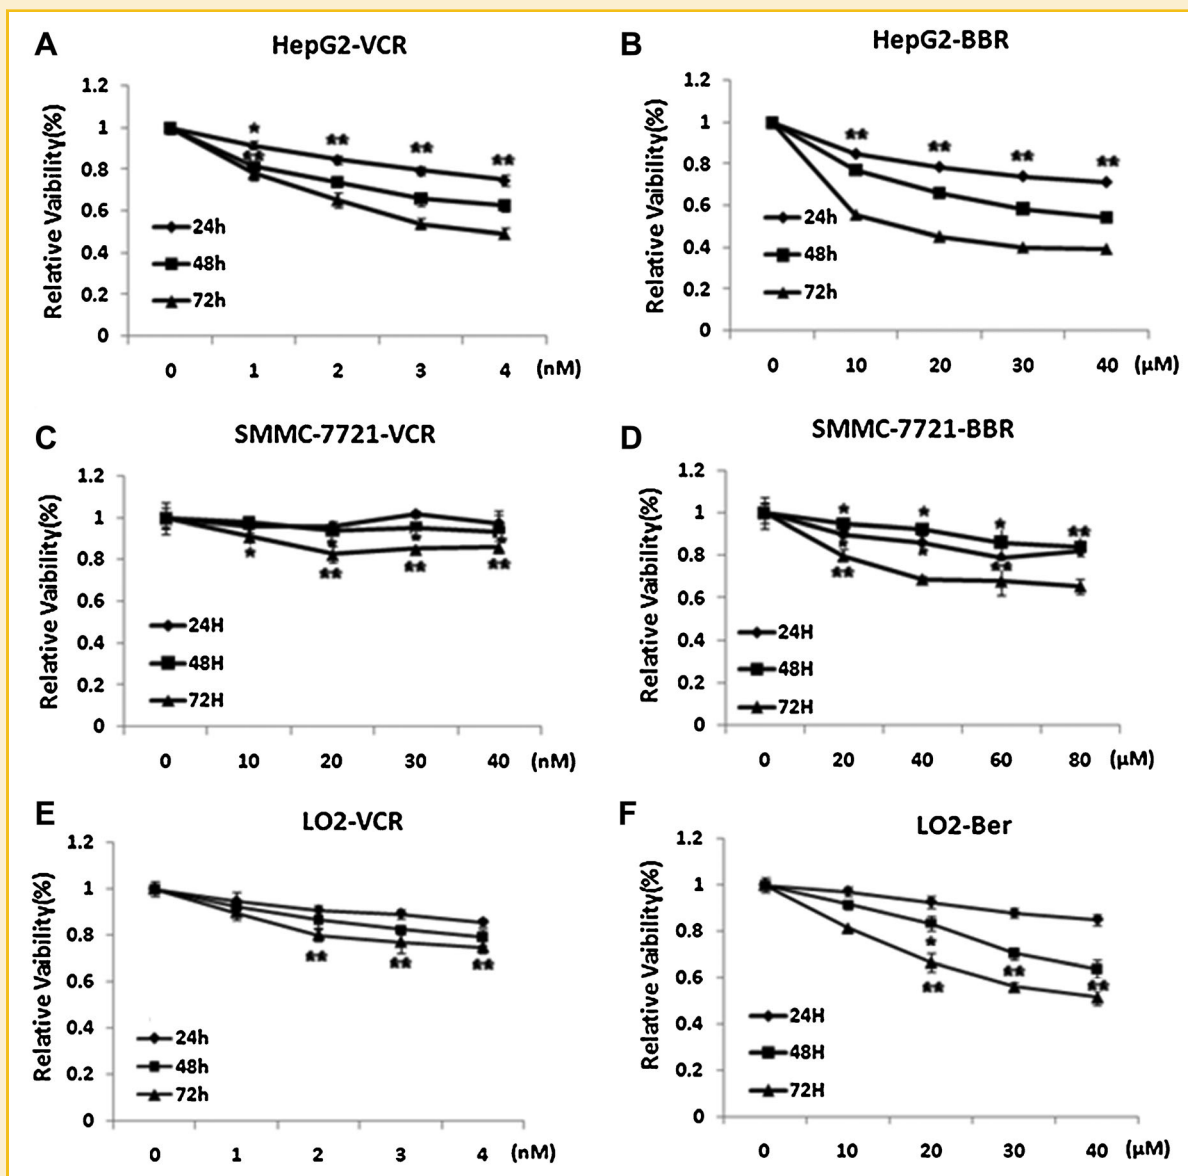 A
HepG2-VCR
Relative Vaibility(%)
1.2
1
0.8
0.6
0.4
0.2
0
*
**
**
**
**
24h
48h
72h
0 1 2 3 4 (nM)
B
HepG2-BBR
Relative Vaibility(%)
1.2
1
0.8
0.6
0.4
0.2
0
**
**
**
**
24h
48h
72h
0 10 20 30 40 (μM)
C
SMMC-7721-VCR
Relative Vaibility(%)
1.2
1
0.8
0.6
0.4
0.2
0
* * *
* ** ** **
24H
48H
72H
0 10 20 30 40 (nM)
D
SMMC-7721-BBR
Relative Vaibility(%)
1.2
1
0.8
0.6
0.4
0.2
0
* * * **
* * **
**
24H
48H
72H
0 20 40 60 80 (μM)
E
LO2-VCR
Relative Vaibility(%)
1.2
1
0.8
0.6
0.4
0.2
0
** ** **
24h
48h
72h
0 1 2 3 4 (nM)
F
LO2-Ber
Relative Vaibility(%)
1.2
1
0.8
0.6
0.4
0.2
0
* ** **
**
24H
48H
72H
0 10 20 30 40 (μM)